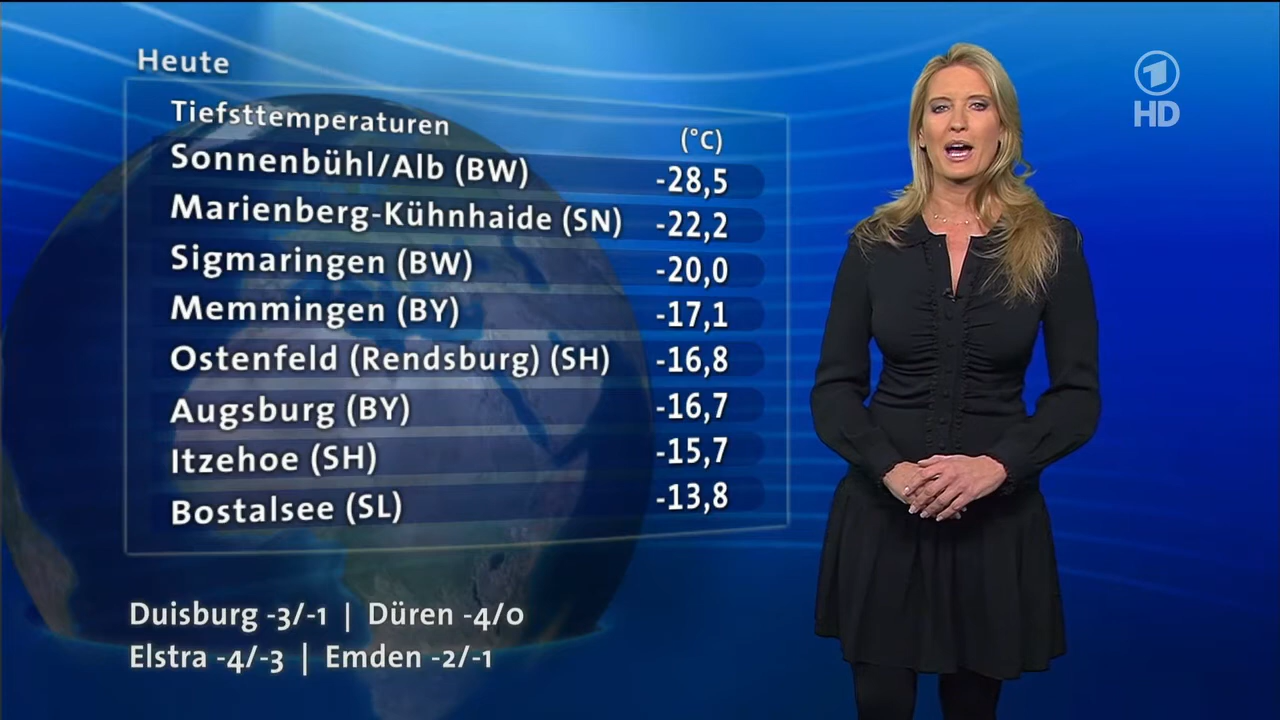 Heute
Tiefsttemperaturen (°C)
Sonnenbühl/Alb (BW) -28,5
Marienberg-Kühnhaide (SN) -22,2
Sigmaringen (BW) -20,0
Memmingen (BY) -17,1
Ostenfeld (Rendsburg) (SH) -16,8
Augsburg (BY) -16,7
Itzehoe (SH) -15,7
Bostalsee (SL) -13,8
Duisburg -3/-1 | Düren -4/0
Elstra -4/-3 | Emden -2/-1
1
HD